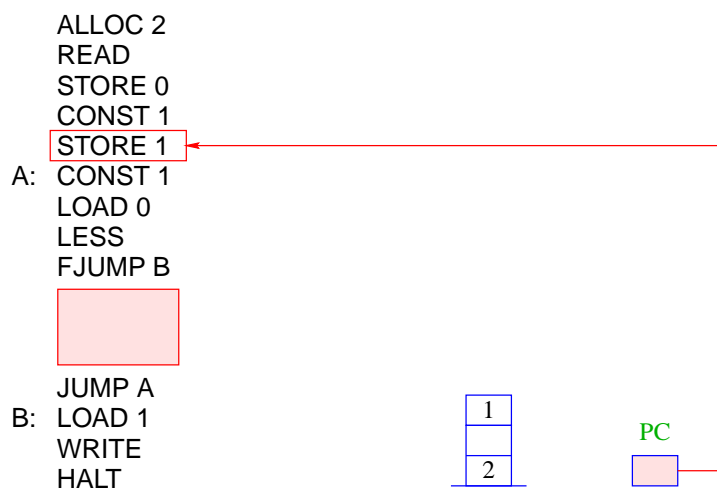 ALLOC 2
READ
STORE 0
CONST 1
STORE 1
A: CONST 1
LOAD 0
LESS
FJUMP B
JUMP A
B: LOAD 1
WRITE
HALT
1
2
PC